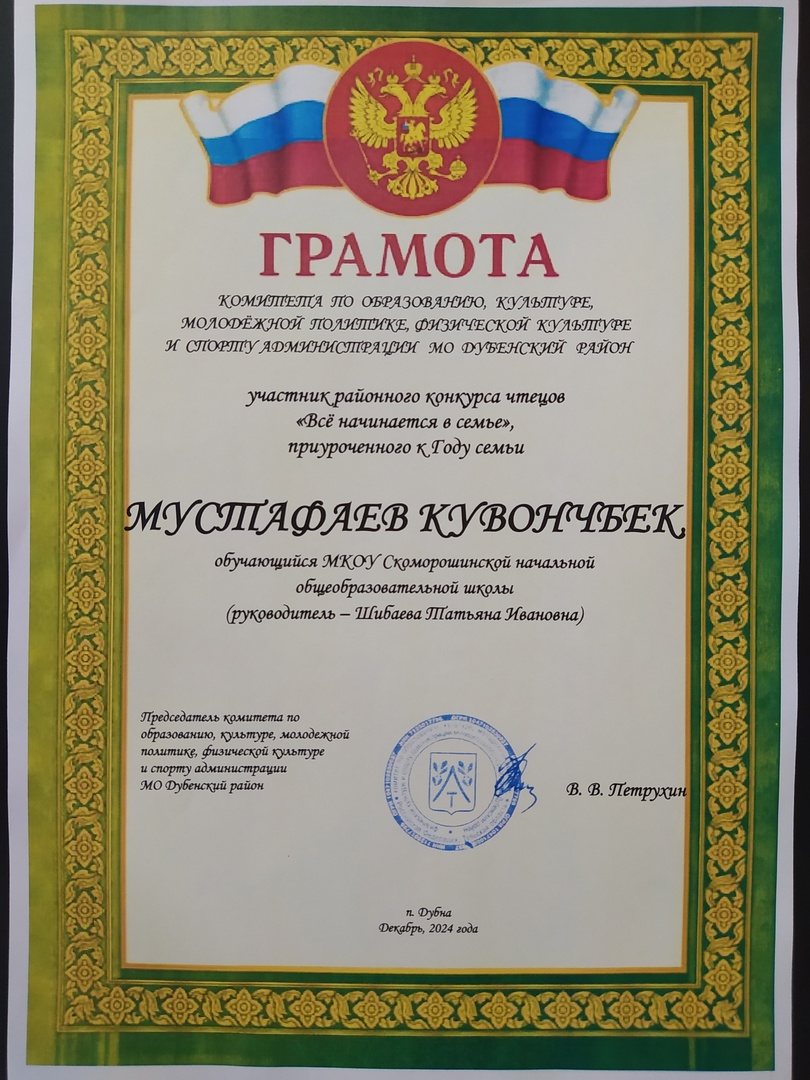 ГРАМОТА
КОМИТЕТА ПО ОБРАЗОВАНИЮ, КУЛЬТУРЕ,
МОЛОДЁЖНОЙ ПОЛИТИКЕ, ФИЗИЧЕСКОЙ КУЛЬТУРЕ
И СПОРТУ АДМИНИСТРАЦИИ МО ДУБЕНСКИЙ РАЙОН
участник районного конкурса чтецов
«Всё начинается в семье»,
приуроченного к Году семьи
МУСТАФАЕВ КУВОНЧБЕК,
обучающийся МКОУ Скоморошинской начальной
общеобразовательной школы
(руководитель – Шибаева Татьяна Ивановна)
Председатель комитета по
образованию, культуре, молодежной
политике, физической культуре
и спорту администрации
МО Дубенский район
В. В. Петрухин
п. Дубна
Декабрь, 2024 года